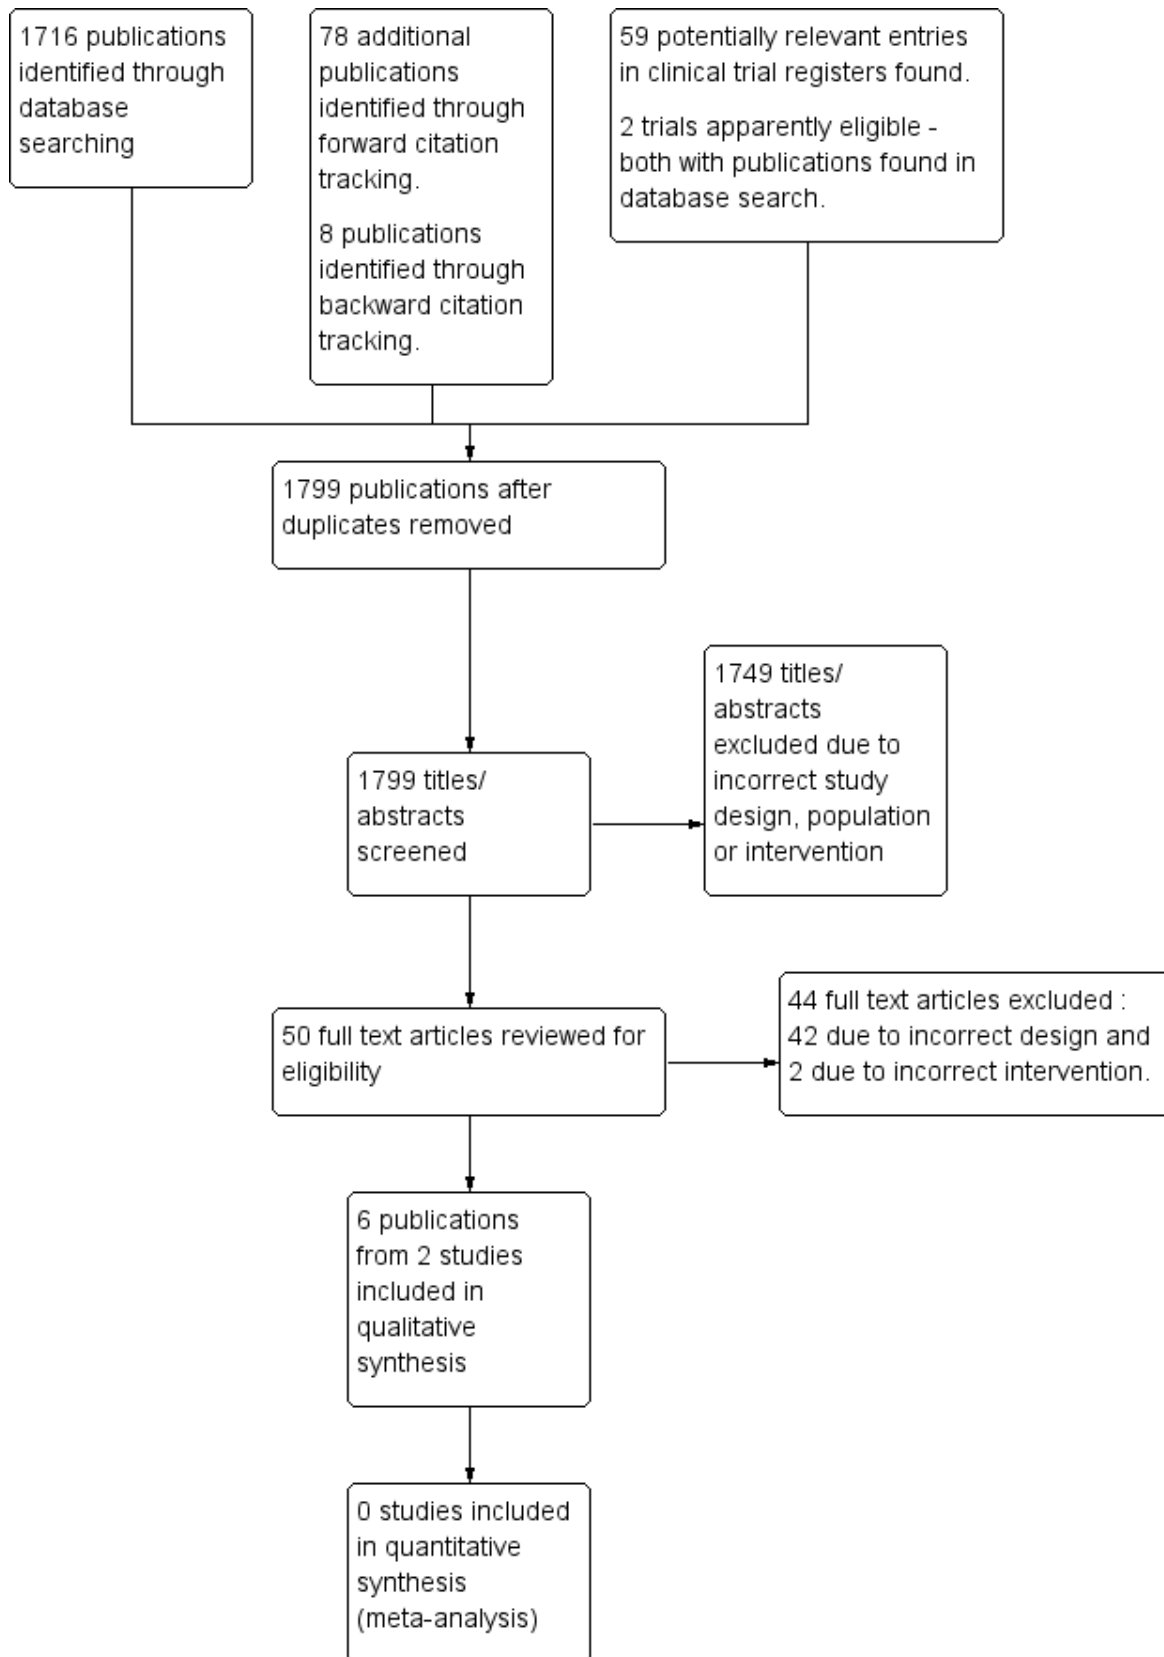 1716 publications
identified through
database
searching
78 additional
publications
identified through
forward citation
tracking.
8 publications
identified through
backward citation
tracking.
59 potentially relevant entries
in clinical trial registers found.
2 trials apparently eligible -
both with publications found in
database search.
1799 publications after
duplicates removed
1799 titles/
abstracts
screened
1749 titles/
abstracts
excluded due to
incorrect study
design, population
or intervention
50 full text articles reviewed for
eligibility
44 full text articles excluded :
42 due to incorrect design and
2 due to incorrect intervention.
6 publications
from 2 studies
included in
qualitative
synthesis
0 studies included
in quantitative
synthesis
(meta-analysis)